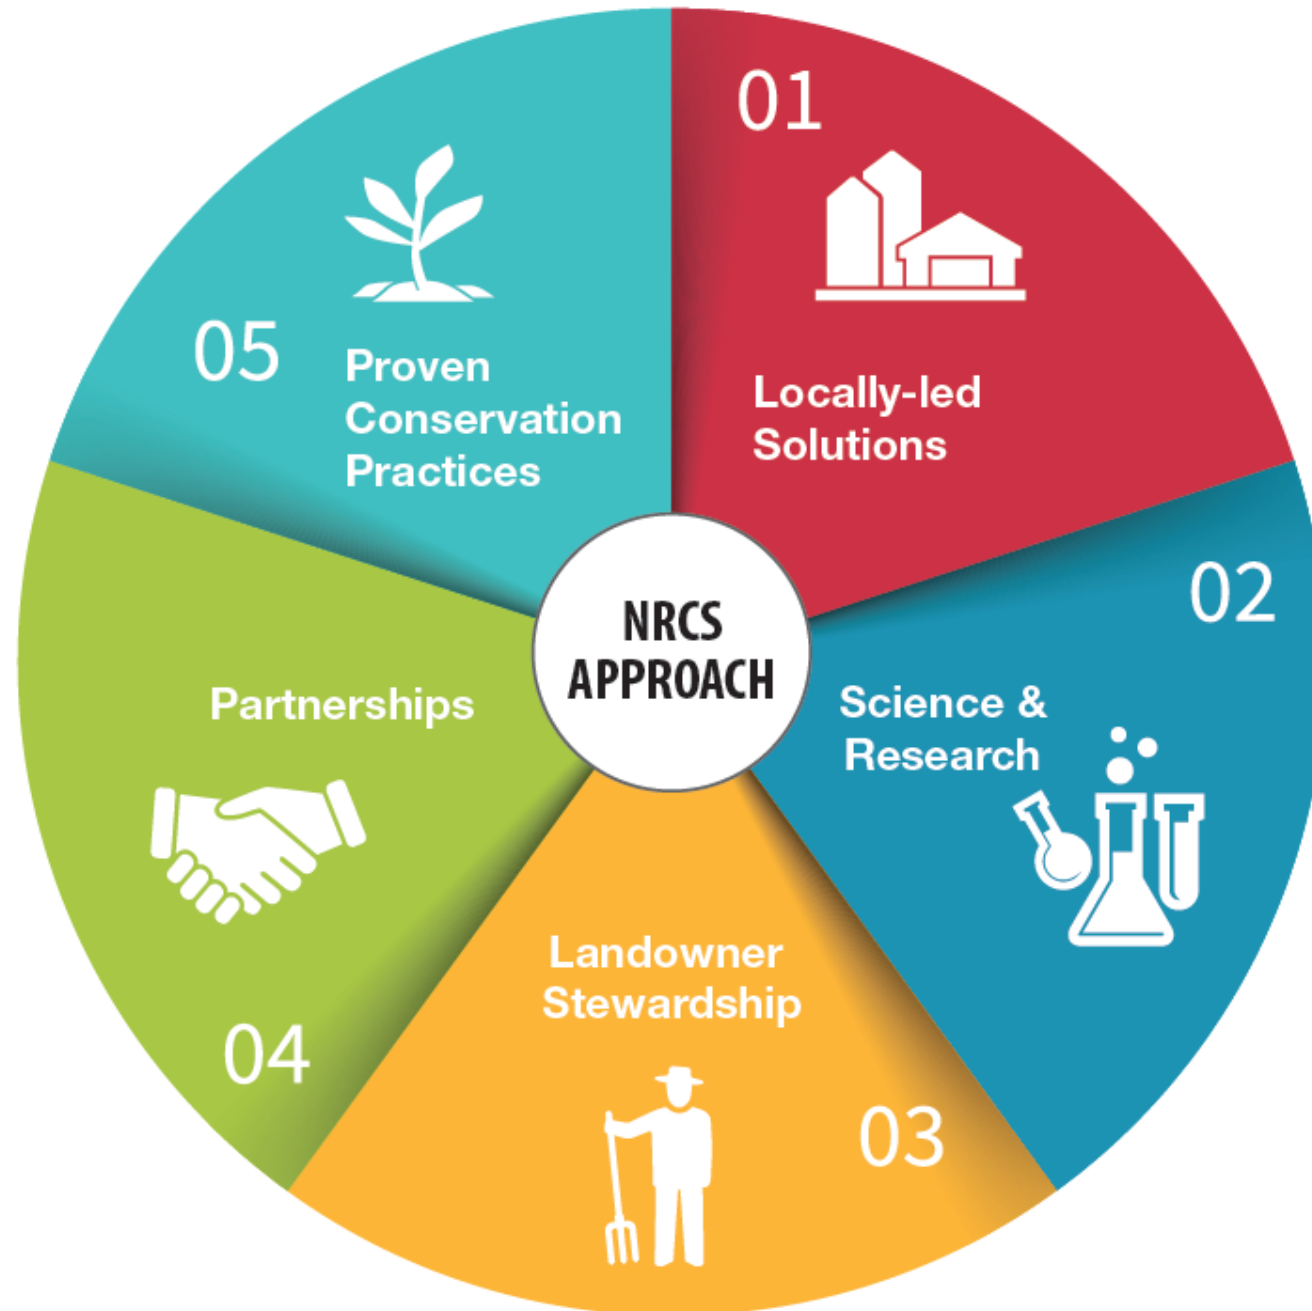 NRCS
APPROACH
01
Locally-led
Solutions
02
Science &
Research
03
Landowner
Stewardship
04
Partnerships
05
Proven
Conservation
Practices